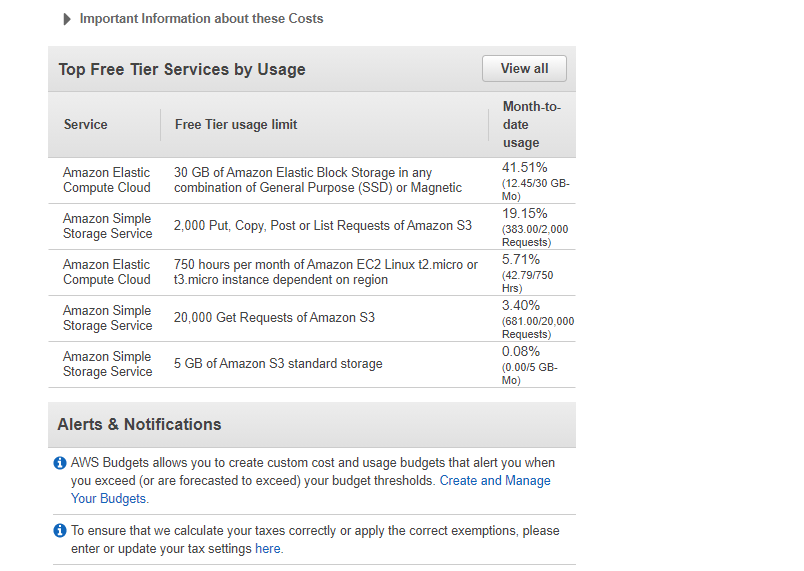 Important Information about these Costs
Top Free Tier Services by Usage
View all
Service
Free Tier usage limit
Month-to-
date
usage
Amazon Elastic
Compute Cloud
30 GB of Amazon Elastic Block Storage in any
combination of General Purpose (SSD) or Magnetic
41.51%
(12.45/30 GB-
Mo)
Amazon Simple
Storage Service
2,000 Put, Copy, Post or List Requests of Amazon S3
19.15%
(383.00/2,000
Requests)
Amazon Elastic
Compute Cloud
750 hours per month of Amazon EC2 Linux t2.micro or
t3.micro instance dependent on region
5.71%
(42.79/750
Hrs)
Amazon Simple
Storage Service
20,000 Get Requests of Amazon S3
3.40%
(681.00/20,000
Requests)
Amazon Simple
Storage Service
5 GB of Amazon S3 standard storage
0.08%
(0.00/5 GB-
Mo)
Alerts & Notifications
AWS Budgets allows you to create custom cost and usage budgets that alert you when
you exceed (or are forecasted to exceed) your budget thresholds. Create and Manage
Your Budgets.
To ensure that we calculate your taxes correctly or apply the correct exemptions, please
enter or update your tax settings here.